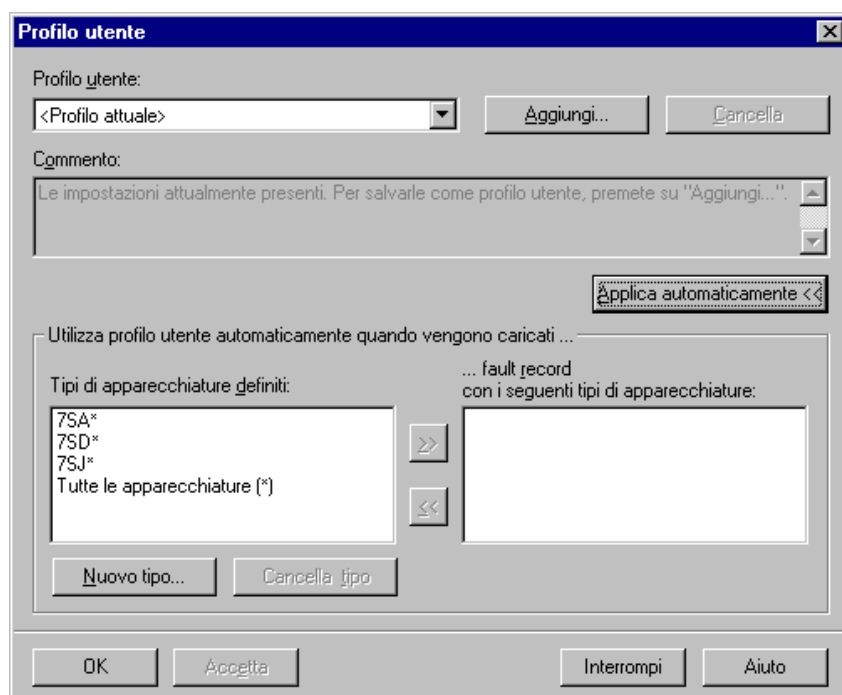 Profilo utente
Profilo utente:
<Profilo attuale>
Aggiungi...
Cancella
Commento:
Le impostazioni attualmente presenti. Per salvarle come profilo utente, premete su "Aggiungi...".
Applica automaticamente <<
Utilizza profilo utente automaticamente quando vengono caricati ...
Tipi di apparecchiature definiti:
7SA*
7SD*
7SJ*
Tutte le apparecchiature (*)
>>
<<
... fault record
con i seguenti tipi di apparecchiature:
Nuovo tipo...
Cancella tipo
OK
Accetta
Interrompi
Aiuto